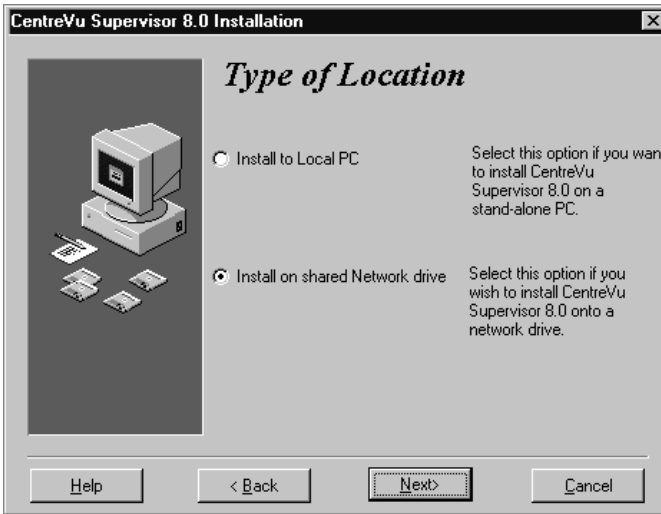 CentreVu Supervisor 8.0 Installation
Type of Location
Install to Local PC
Select this option if you wan
to install CentreVu
Supervisor 8.0 on a
stand-alone PC.
Install on shared Network drive
Select this option if you
wish to install CentreVu
Supervisor 8.0 onto a
network drive.
Help
< Back
Next>
Cancel